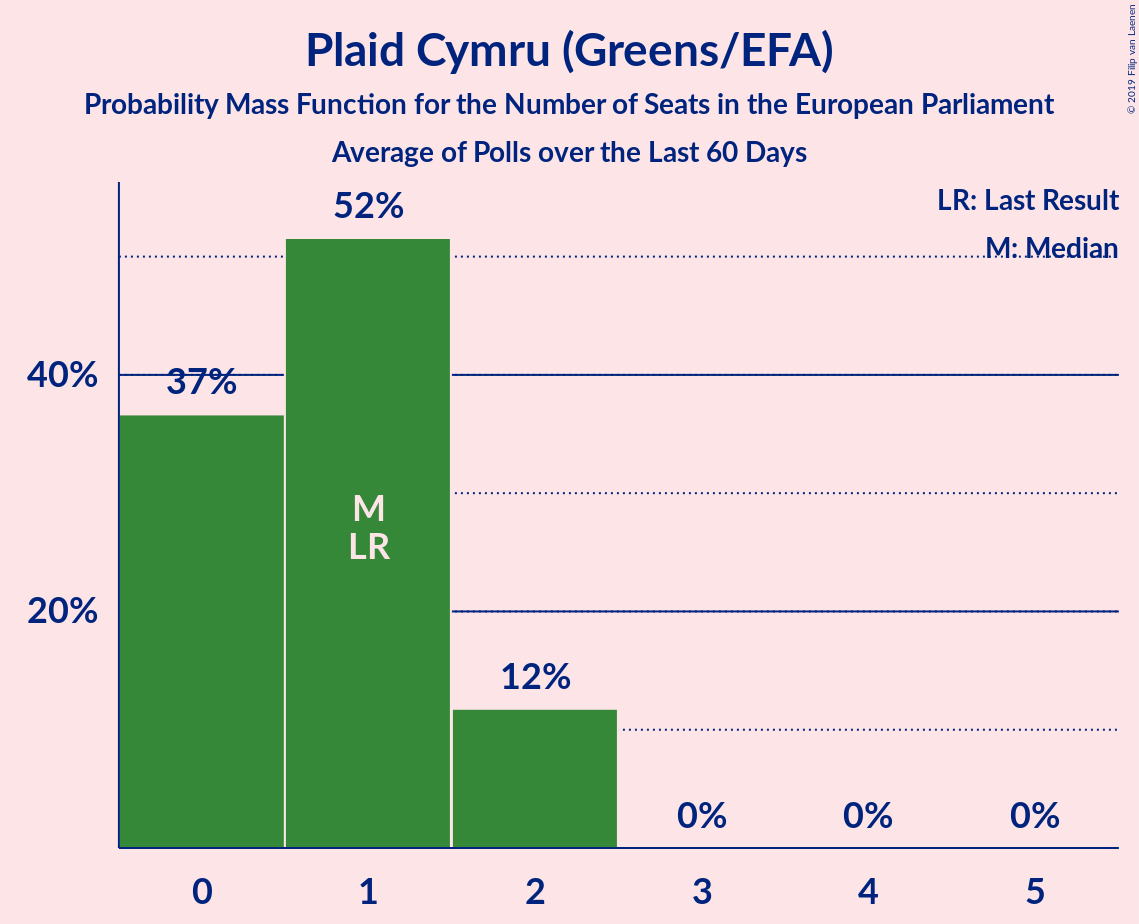 Plaid Cymru (Greens/EFA)
Probability Mass Function for the Number of Seats in the European Parliament
Average of Polls over the Last 60 Days
© 2019 Filip van Laenen
LR: Last Result
M: Median
52%
40%
37%
M
LR
20%
12%
0%
0%
0%
0
1
2
3
4
5